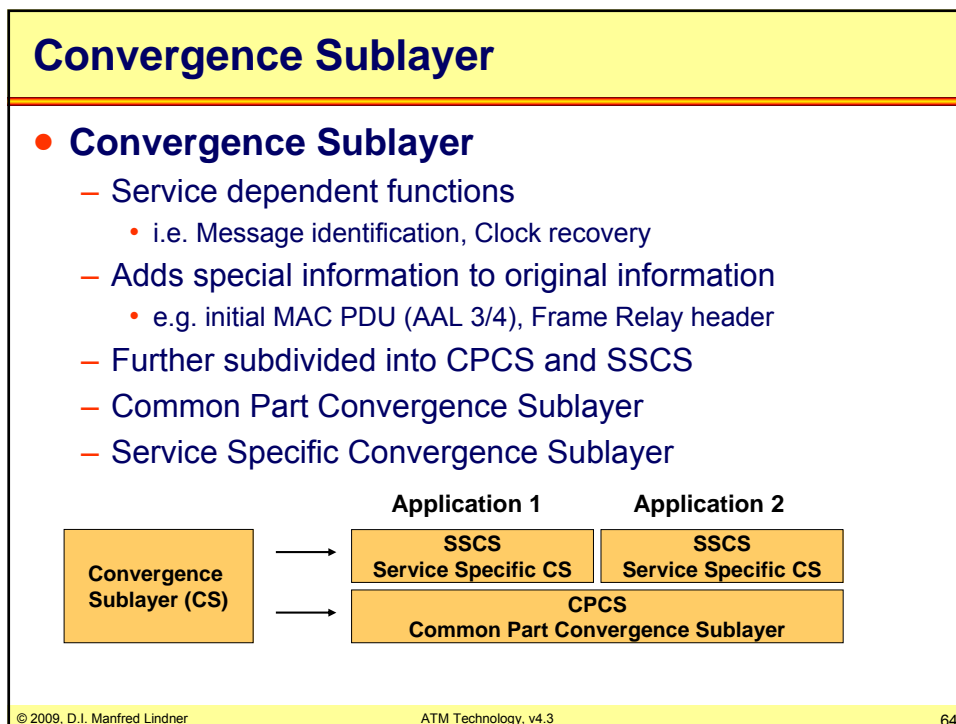 Convergence Sublayer
• Convergence Sublayer
– Service dependent functions
• i.e. Message identification, Clock recovery
– Adds special information to original information
• e.g. initial MAC PDU (AAL 3/4), Frame Relay header
– Further subdivided into CPCS and SSCS
– Common Part Convergence Sublayer
– Service Specific Convergence Sublayer
Application 1 Application 2
Convergence
Sublayer (CS)
SSCS
Service Specific CS
SSCS
Service Specific CS
CPCS
Common Part Convergence Sublayer
© 2009, D.I. Manfred Lindner ATM Technology, v4.3 64